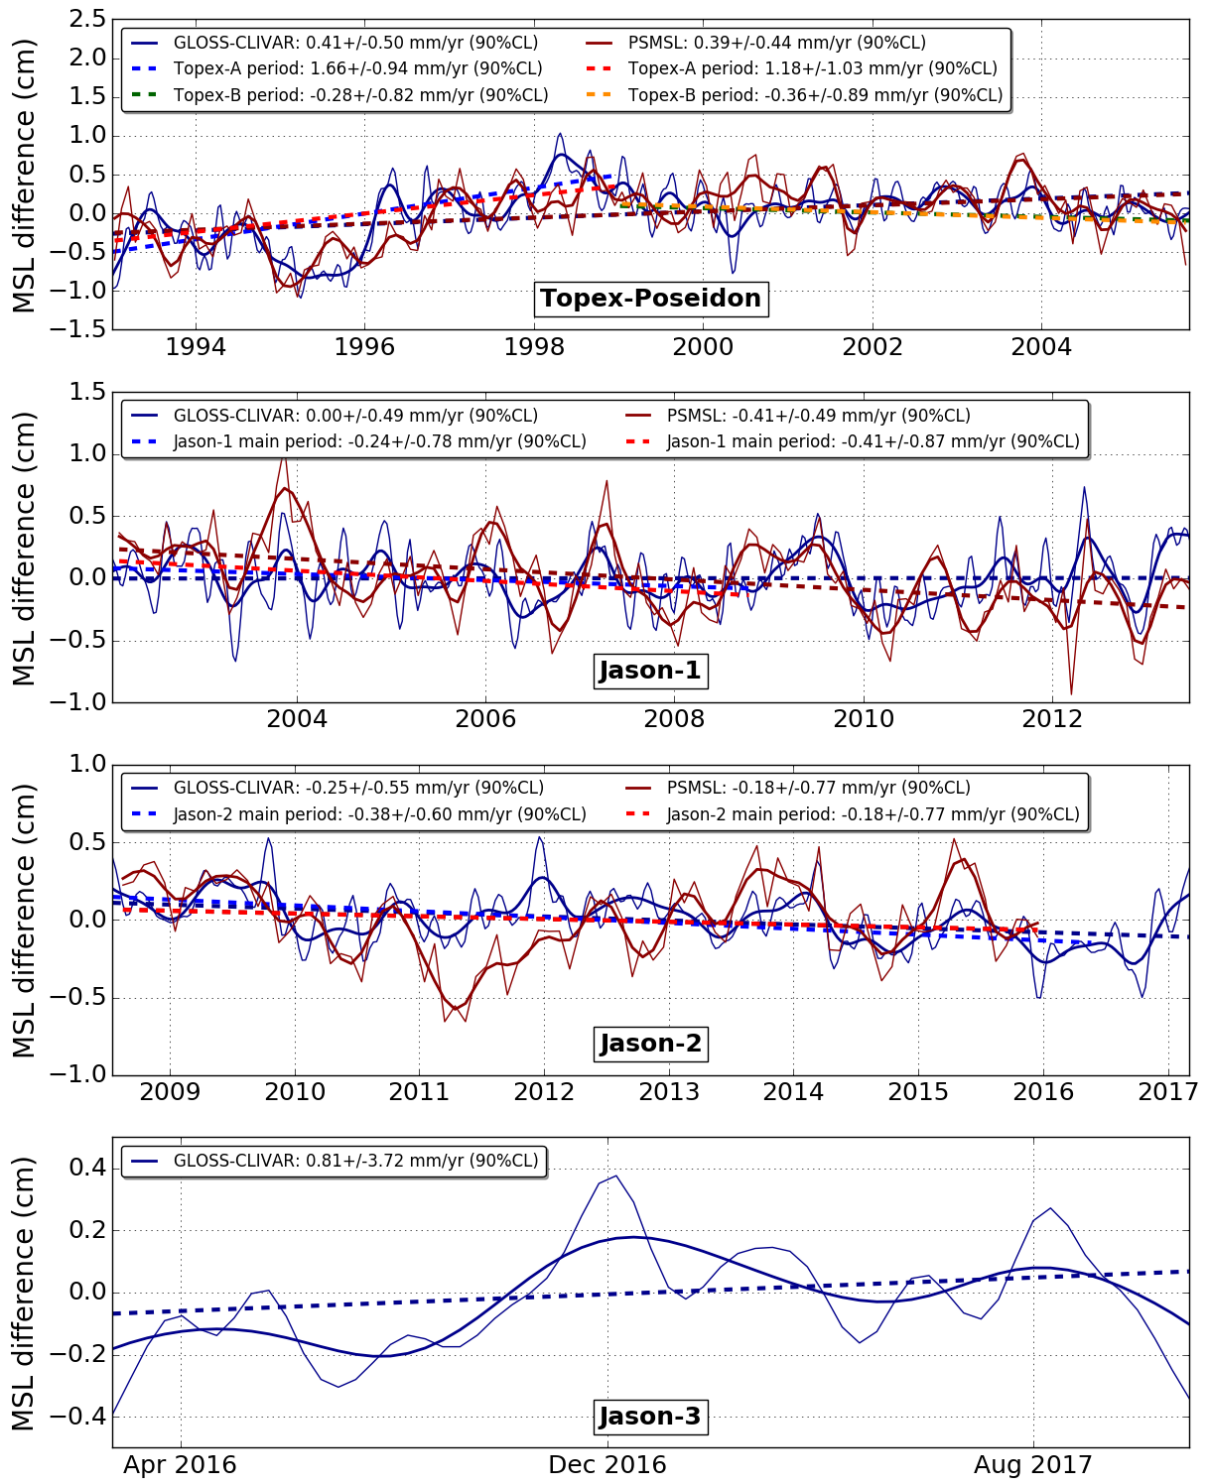 MSL difference (cm)
2.5
2.0
1.5
1.0
0.5
0.0
−0.5
−1.0
−1.5
GLOSS-CLIVAR: 0.41+/-0.50 mm/yr (90%CL) PSMSL: 0.39+/-0.44 mm/yr (90%CL)
Topex-A period: 1.66+/-0.94 mm/yr (90%CL) Topex-A period: 1.18+/-1.03 mm/yr (90%CL)
Topex-B period: -0.28+/-0.82 mm/yr (90%CL) Topex-B period: -0.36+/-0.89 mm/yr (90%CL)
Topex-Poseidon
1994 1996 1998 2000 2002 2004
MSL difference (cm)
1.5
1.0
0.5
0.0
−0.5
−1.0
GLOSS-CLIVAR: 0.00+/-0.49 mm/yr (90%CL) PSMSL: -0.41+/-0.49 mm/yr (90%CL)
Jason-1 main period: -0.24+/-0.78 mm/yr (90%CL) Jason-1 main period: -0.41+/-0.87 mm/yr (90%CL)
Jason-1
2004 2006 2008 2010 2012
MSL difference (cm)
1.0
0.5
0.0
−0.5
−1.0
GLOSS-CLIVAR: -0.25+/-0.55 mm/yr (90%CL) PSMSL: -0.18+/-0.77 mm/yr (90%CL)
Jason-2 main period: -0.38+/-0.60 mm/yr (90%CL) Jason-2 main period: -0.18+/-0.77 mm/yr (90%CL)
Jason-2
2009 2010 2011 2012 2013 2014 2015 2016 2017
MSL difference (cm)
0.4
0.2
0.0
−0.2
−0.4
GLOSS-CLIVAR: 0.81+/-3.72 mm/yr (90%CL)
Jason-3
Apr 2016 Dec 2016 Aug 2017